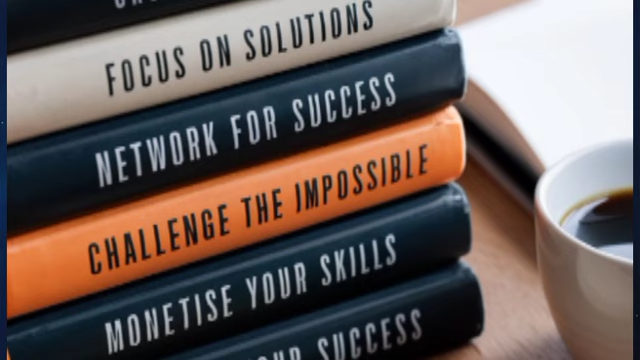 FOCUS ON SOLUTIONS
NETWORK FOR SUCCESS
CHALLENGE THE IMPOSSIBLE
MONETISE YOUR SKILLS
SUCCESS